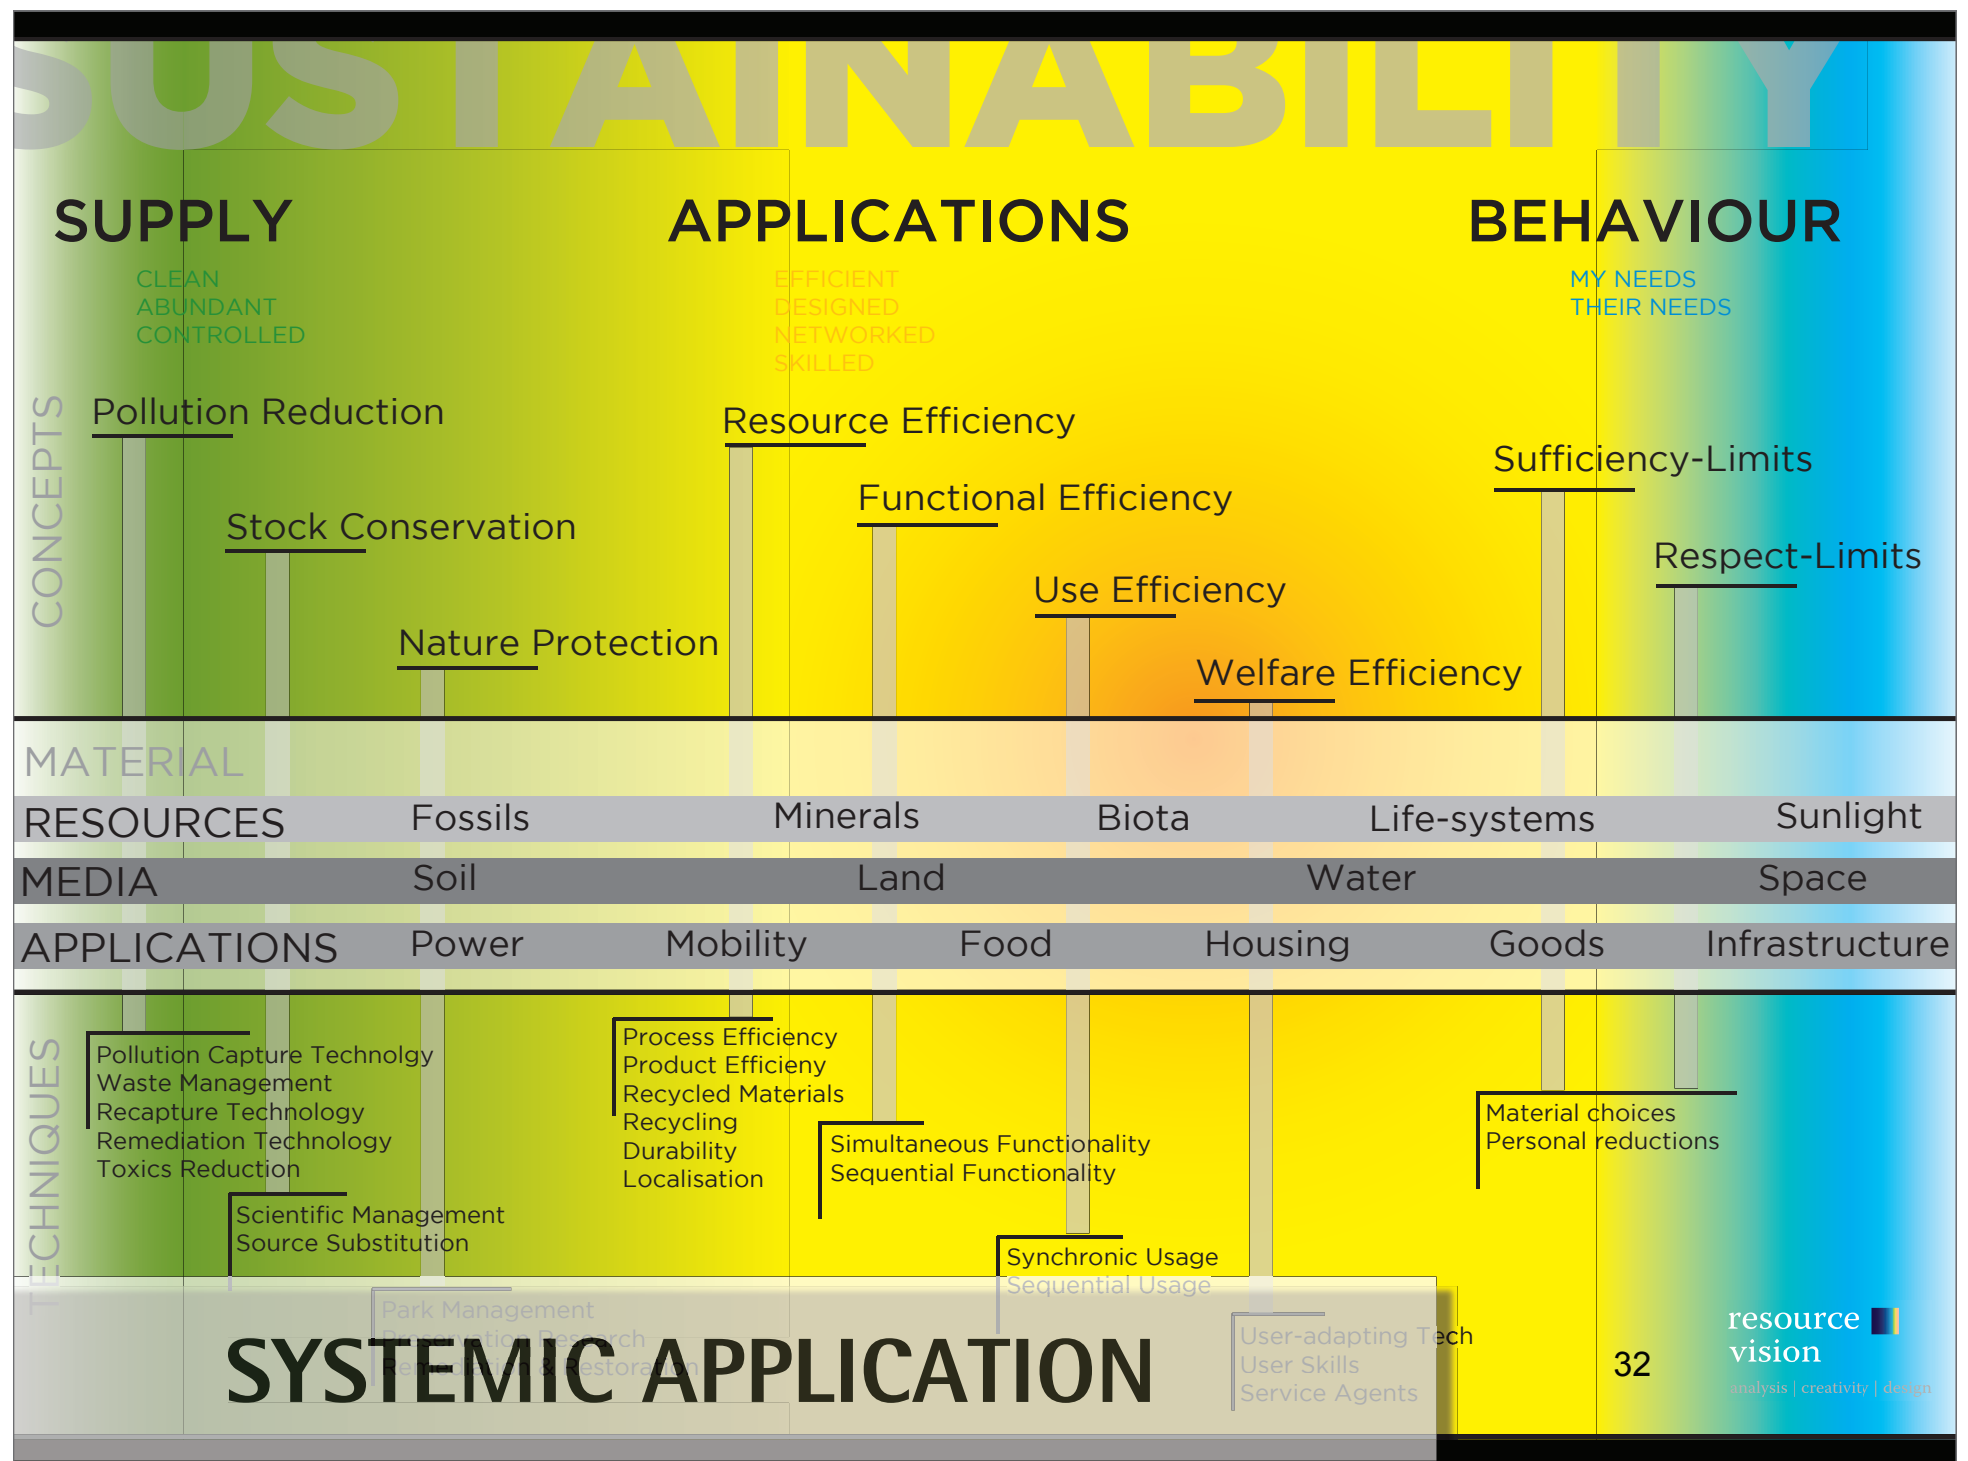 SUSTAINABILITY
SUPPLY
CLEAN
ABUNDANT
CONTROLLED
APPLICATIONS
EFFICIENT
DESIGNED
NETWORKED
SKILLED
BEHAVIOUR
MY NEEDS
THEIR NEEDS
CONCEPTS
Pollution Reduction
Stock Conservation
Nature Protection
Resource Efficiency
Functional Efficiency
Use Efficiency
Welfare Efficiency
Sufficiency-Limits
Respect-Limits
MATERIAL
RESOURCES Fossils Minerals Biota Life-systems Sunlight
MEDIA Soil Land Water Space
APPLICATIONS Power Mobility Food Housing Goods Infrastructure
TECHNIQUES
Pollution Capture Technolgy
Waste Management
Recapture Technology
Remediation Technology
Toxics Reduction
Scientific Management
Source Substitution
Park Management
Preservation Research
Remediation & Restoration
Process Efficiency
Product Efficieny
Recycled Materials
Recycling
Durability
Localisation
Simultaneous Functionality
Sequential Functionality
Synchronic Usage
Sequential Usage
User-adapting Tech
User Skills
Service Agents
Material choices
Personal reductions
SYSTEMIC APPLICATION
32
resource
vision
analysis | creativity | design